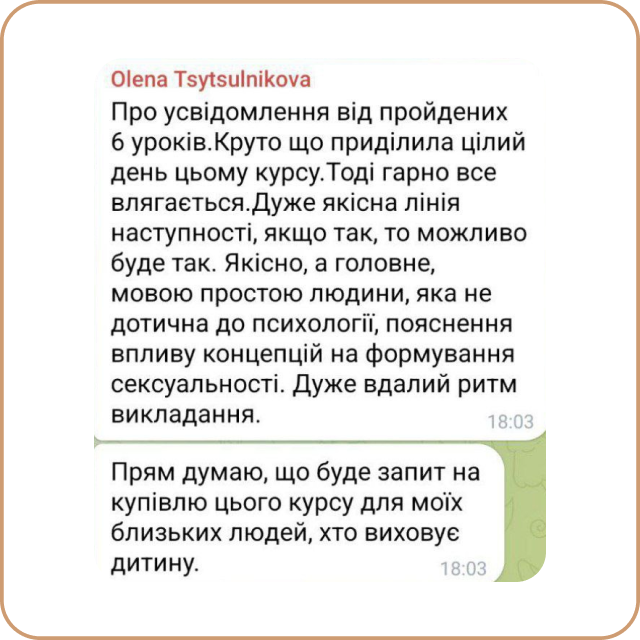 Olena Tsytsulnikova
Про усвідомлення від пройдених
6 уроків.Круто що приділила цілий
день цьому курсу.Тоді гарно все
влягається.Дуже якісна лінія
наступності, якщо так, то можливо
буде так. Якісно, а головне,
мовою простою людини, яка не
дотична до психології, пояснення
впливу концепцій на формування
сексуальності. Дуже вдалий ритм
викладання.
18:03
Прям думаю, що буде запит на
купівлю цього курсу для моїх
близьких людей, хто виховує
дитину.
18:03